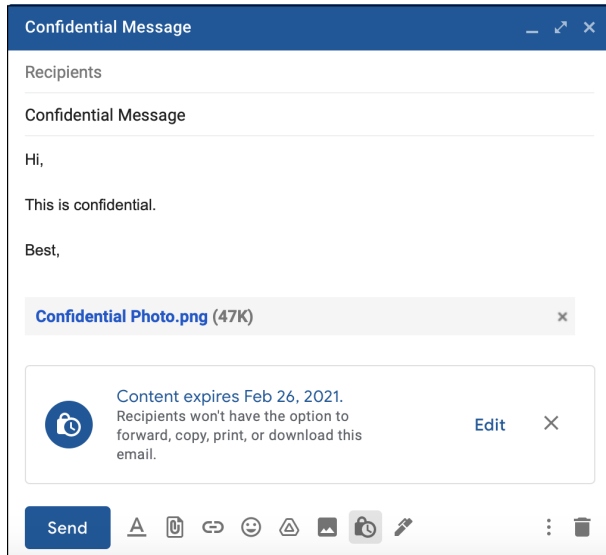 Confidential Message
Recipients
Confidential Message
Hi,
This is confidential.
Best,
Confidential Photo.png (47K)
Content expires Feb 26, 2021.
Recipients won't have the option to
forward, copy, print, or download this
email.
Edit
Send